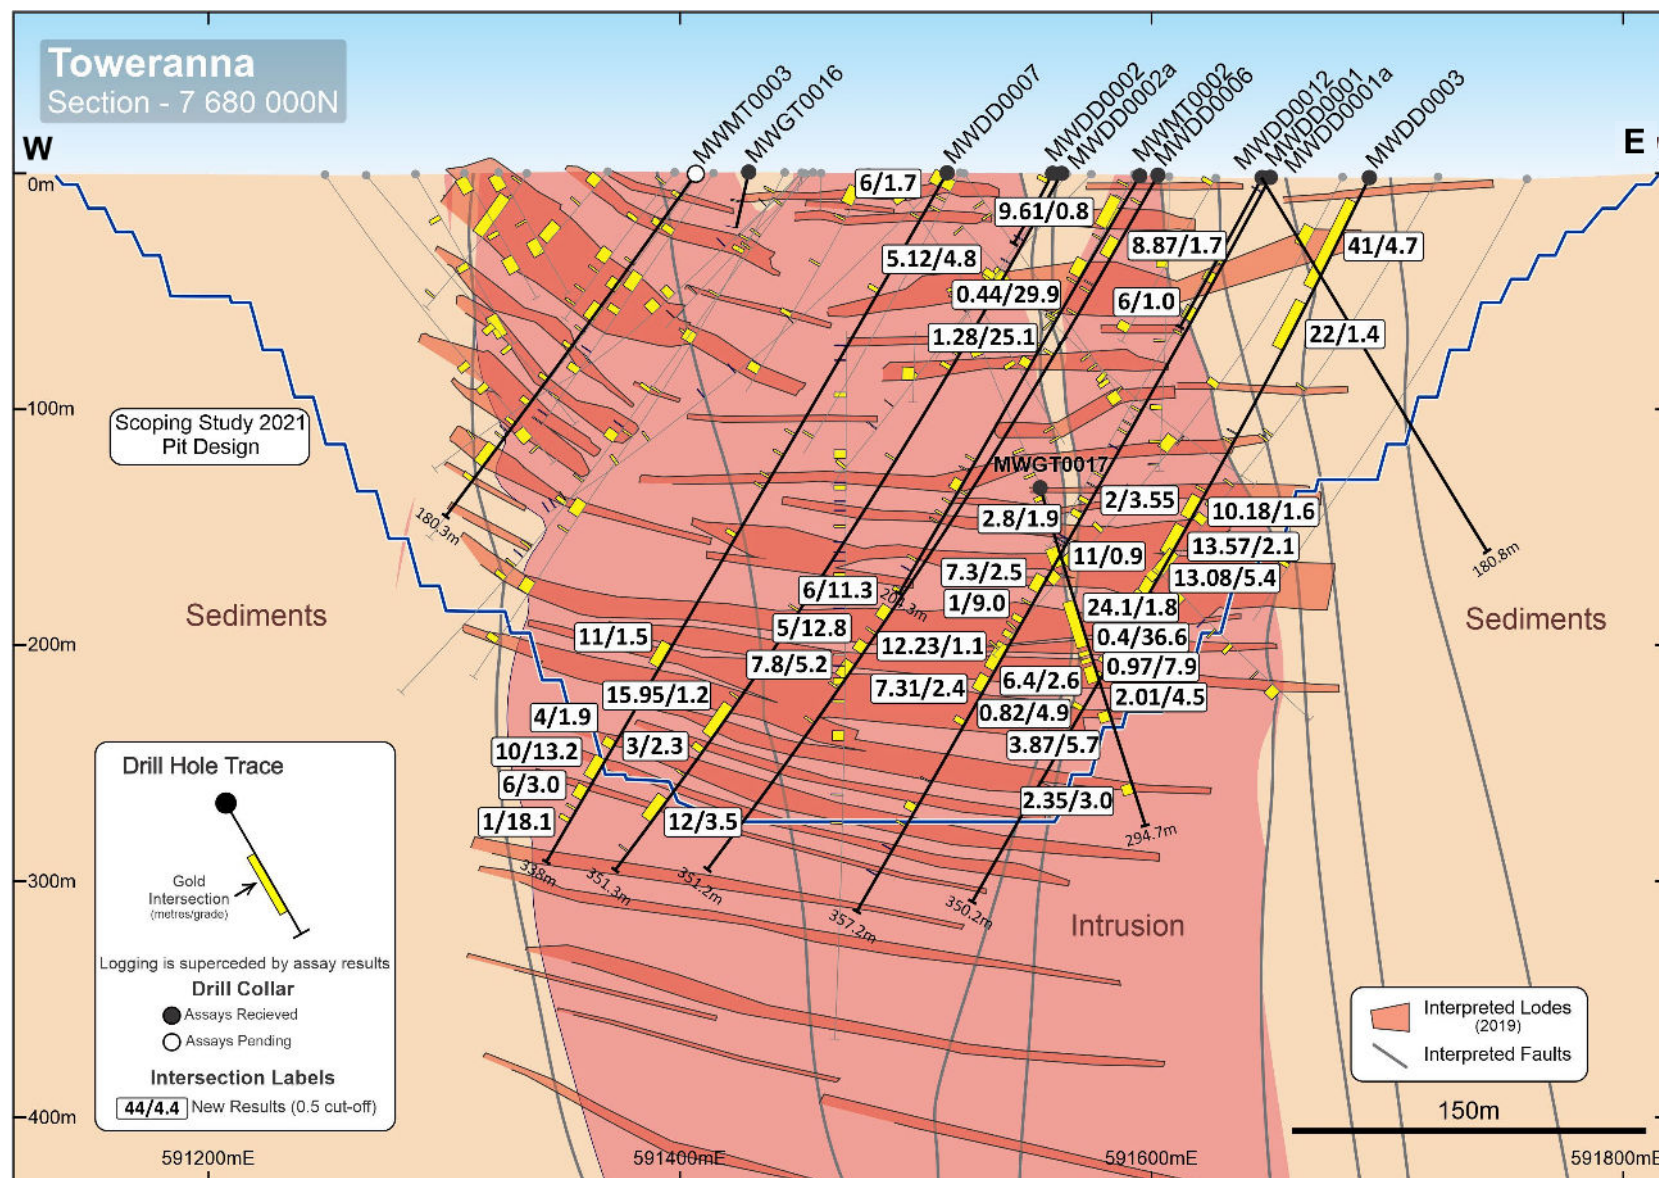 Toweranna
Section - 7 680 000N
W
E
MWMT0003
MWGT0016
MWDD0007
MWDD0002
MWDD0002a
MWMT0002
MWDD0006
MWDD0012
MWDD0001
MWDD0001a
MWDD0003
0m
100m
200m
300m
400m
6/1.7
9.61/0.8
8.87/1.7
41/4.7
5.12/4.8
0.44/29.9
6/1.0
1.28/25.1
22/1.4
Scoping Study 2021
Pit Design
MWGT0017
2/3.55
10.18/1.6
2.8/1.9
180.3m
11/0.9
13.57/2.1
180.8m
7.3/2.5
13.08/5.4
6/11.3
204.3m
1/9.0
24.1/1.8
Sediments
Sediments
5/12.8
11/1.5
12.23/1.1
0.4/36.6
7.8/5.2
0.97/7.9
6.4/2.6
7.31/2.4
15.95/1.2
2.01/4.5
4/1.9
0.82/4.9
10/13.2
3/2.3
3.87/5.7
6/3.0
2.35/3.0
1/18.1
12/3.5
294.7m
338m
351.3m
351.2m
357.2m
350.2m
Intrusion
Drill Hole Trace
Gold
Intersection
(metres/grade)
Logging is superceded by assay results
Drill Collar
Assays Recieved
Assays Pending
Intersection Labels
44/4.4 New Results (0.5 cut-off)
Interpreted Lodes
(2019)
Interpreted Faults
150m
591200mE
591400mE
591600mE
591800mE